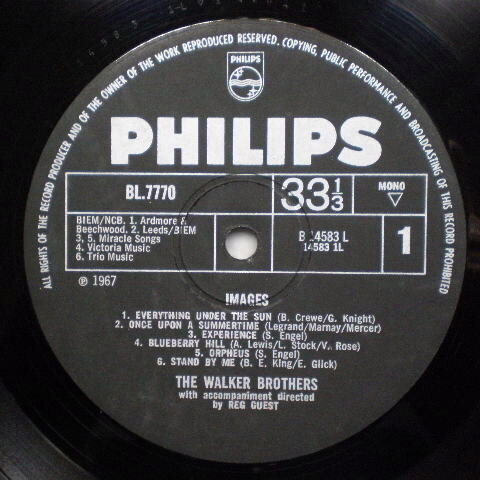 ALL RIGHTS OF THE RECORD PRODUCER AND OF THE OWNER OF THE WORK REPRODUCED RESERVED. COPYING, PUBLIC PERFORMANCE AND BROADCASTING OF THIS RECORD PROHIBITED
PHILIPS
PHILIPS
BL.7770
33 1/3
MONO
BIEM/NCB. 1. Ardmore &
Beechwood. 2. Leeds/BIEM
3, 5. Miracle Songs
4. Victoria Music
6. Trio Music
B 14583 L
14583 1L
1
℗ 1967
IMAGES
1. EVERYTHING UNDER THE SUN (B. Crewe/G. Knight)
2. ONCE UPON A SUMMERTIME (Legrand/Marnay/Mercer)
3. EXPERIENCE (S. Engel)
4. BLUEBERRY HILL (A. Lewis/L. Stock/V. Rose)
5. ORPHEUS (S. Engel)
6. STAND BY ME (B. E. King/E. Glick)
THE WALKER BROTHERS
with accompaniment directed
by REG GUEST